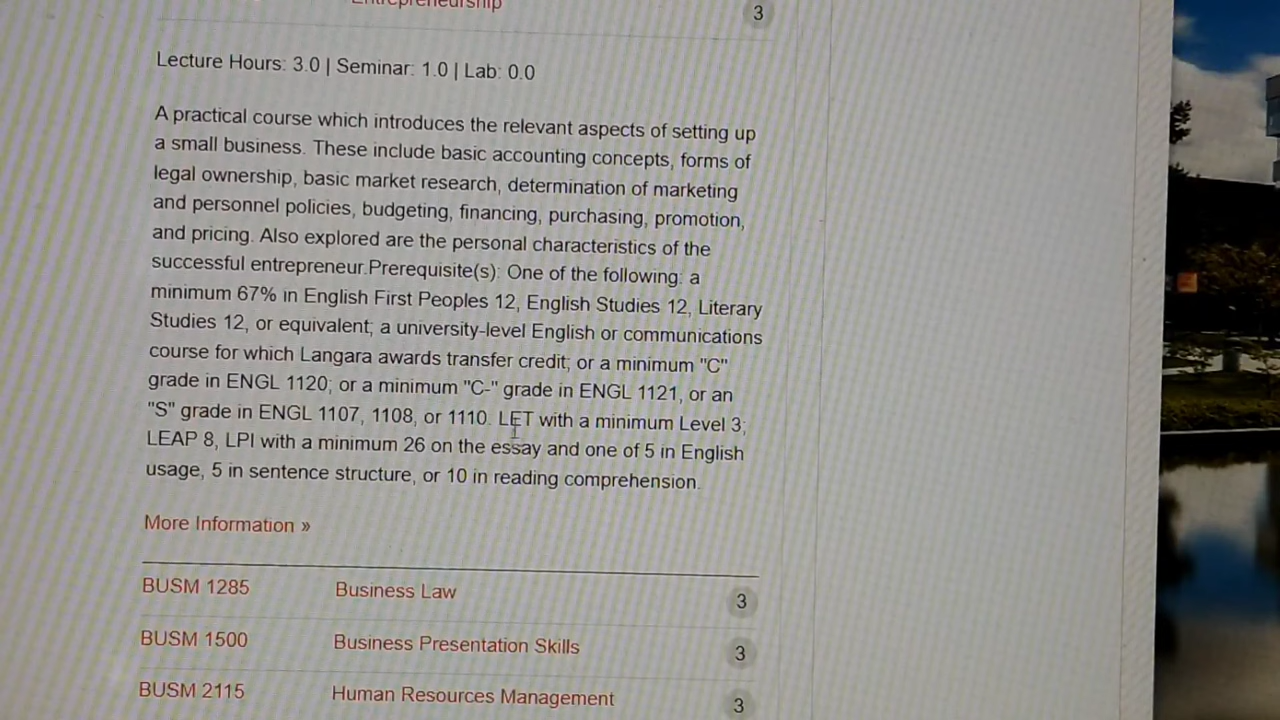 Entrepreneurship 3
Lecture Hours: 3.0 | Seminar: 1.0 | Lab: 0.0
A practical course which introduces the relevant aspects of setting up
a small business. These include basic accounting concepts, forms of
legal ownership, basic market research, determination of marketing
and personnel policies, budgeting, financing, purchasing, promotion,
and pricing. Also explored are the personal characteristics of the
successful entrepreneur.Prerequisite(s): One of the following: a
minimum 67% in English First Peoples 12, English Studies 12, Literary
Studies 12, or equivalent; a university-level English or communications
course for which Langara awards transfer credit; or a minimum "C"
grade in ENGL 1120; or a minimum "C-" grade in ENGL 1121, or an
"S" grade in ENGL 1107, 1108, or 1110. LET with a minimum Level 3;
LEAP 8, LPI with a minimum 26 on the essay and one of 5 in English
usage, 5 in sentence structure, or 10 in reading comprehension.
More Information »
BUSM 1285 Business Law 3
BUSM 1500 Business Presentation Skills 3
BUSM 2115 Human Resources Management 3